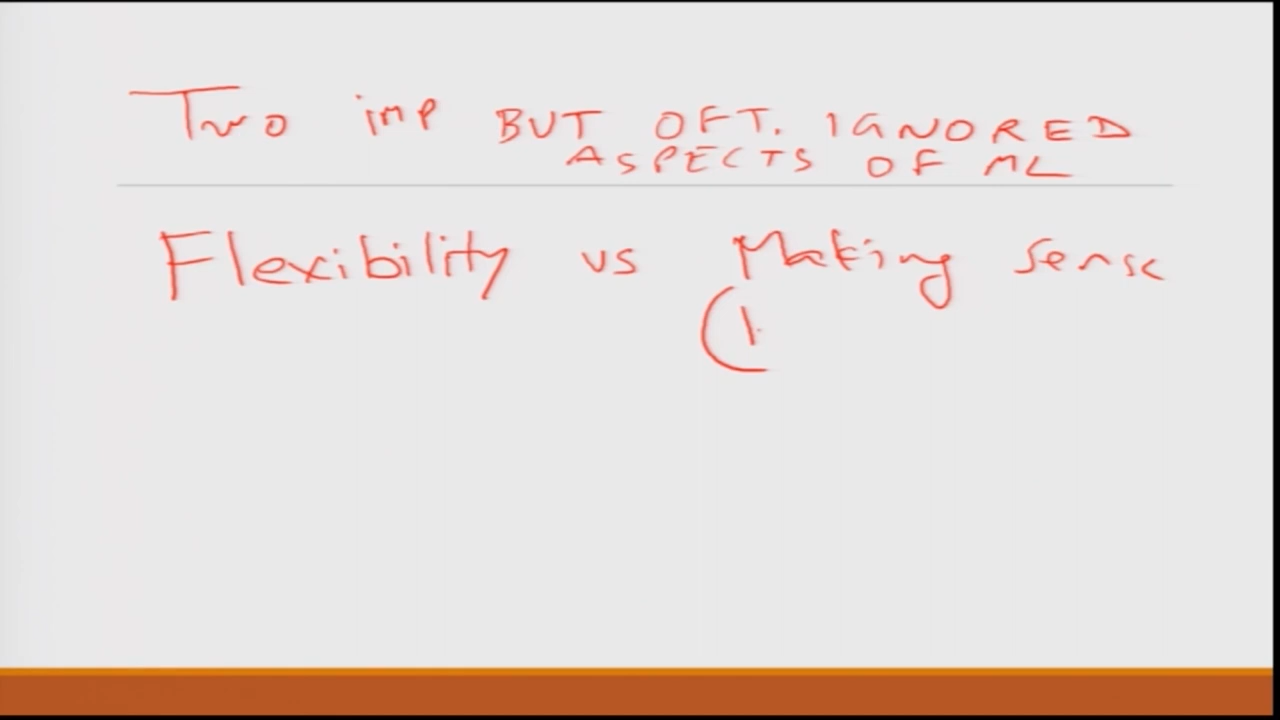 Two imp BUT OFT. IGNORED
ASPECTS OF ML
Flexibility vs Making sense
(